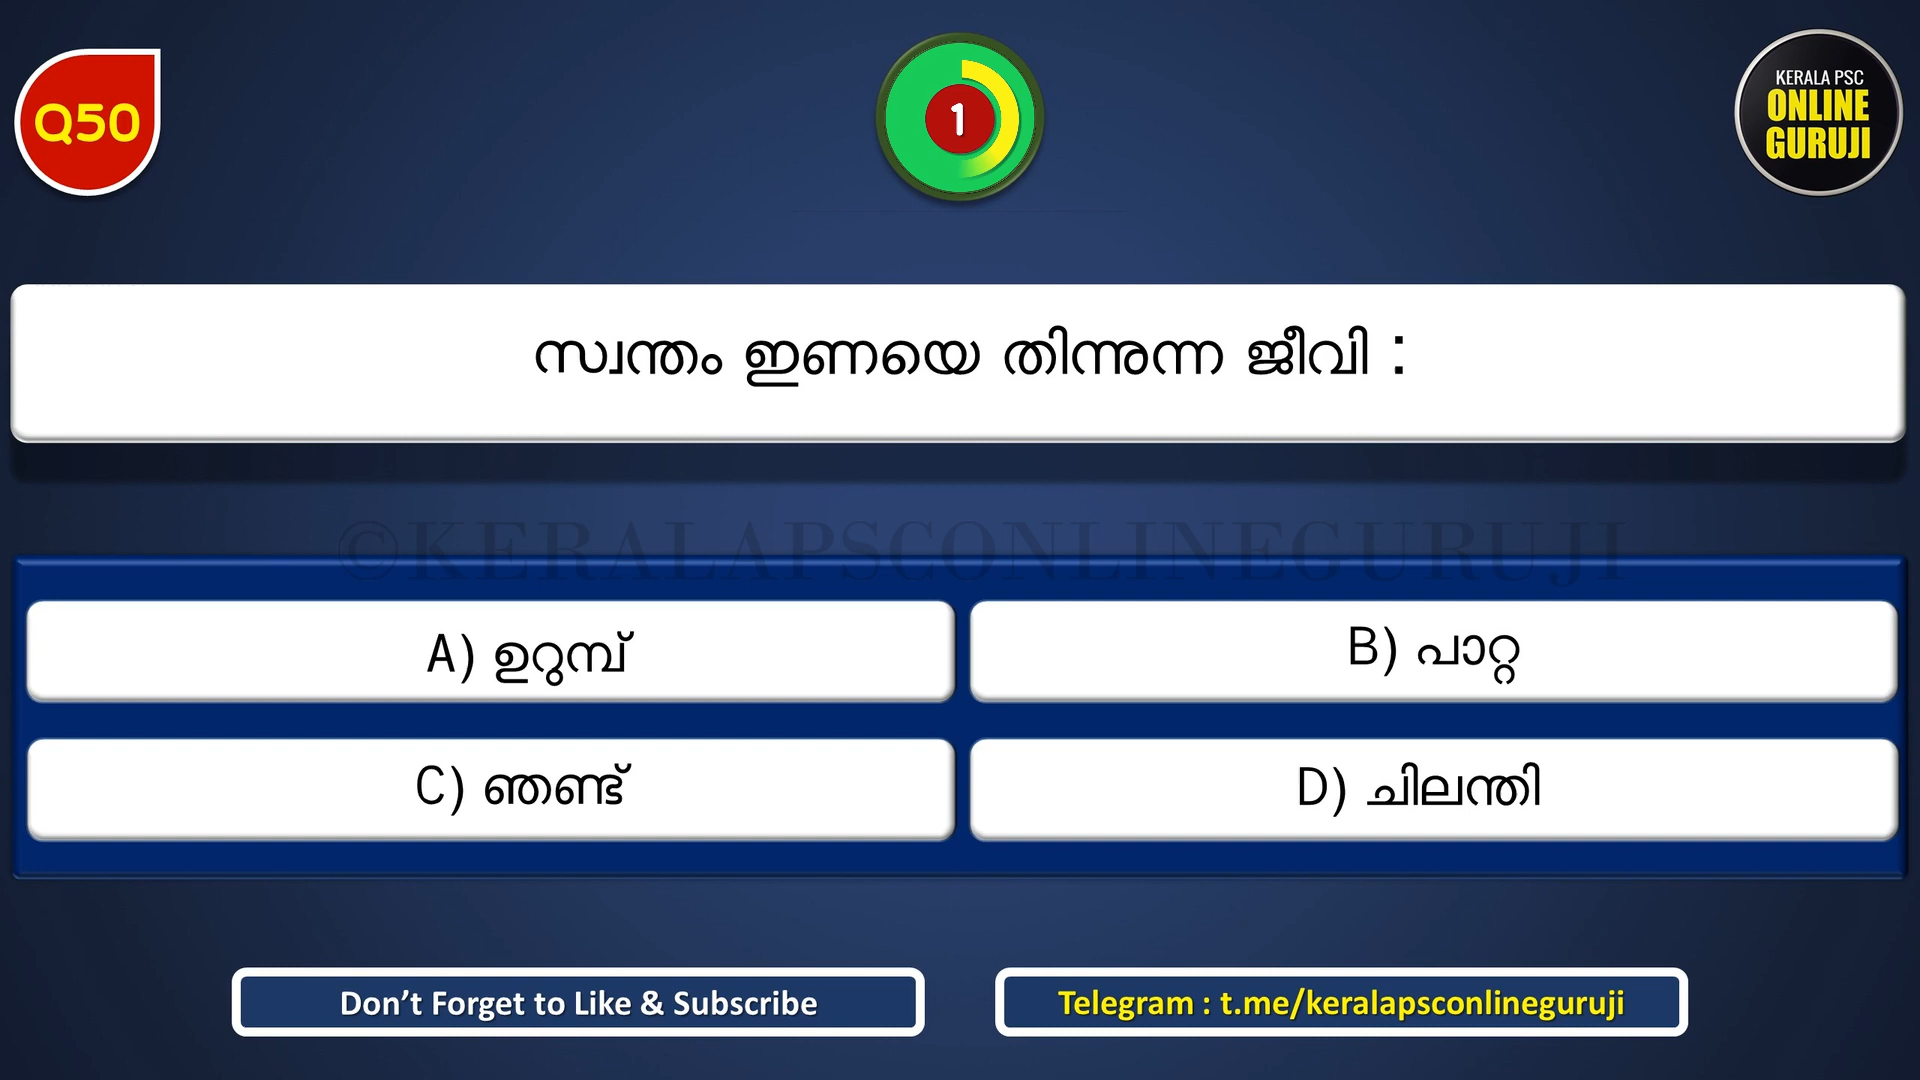 Q50
1
KERALA PSC
ONLINE
GURUJI
സ്വന്തം ഇണയെ തിന്നുന്ന ജീവി :
©KERALAPSCONLINEGURUJI
A) ഉറുമ്പ്
B) പാറ്റ
C) ഞണ്ട്
D) ചിലന്തി
Don’t Forget to Like & Subscribe
Telegram : t.me/keralapsconlineguruji